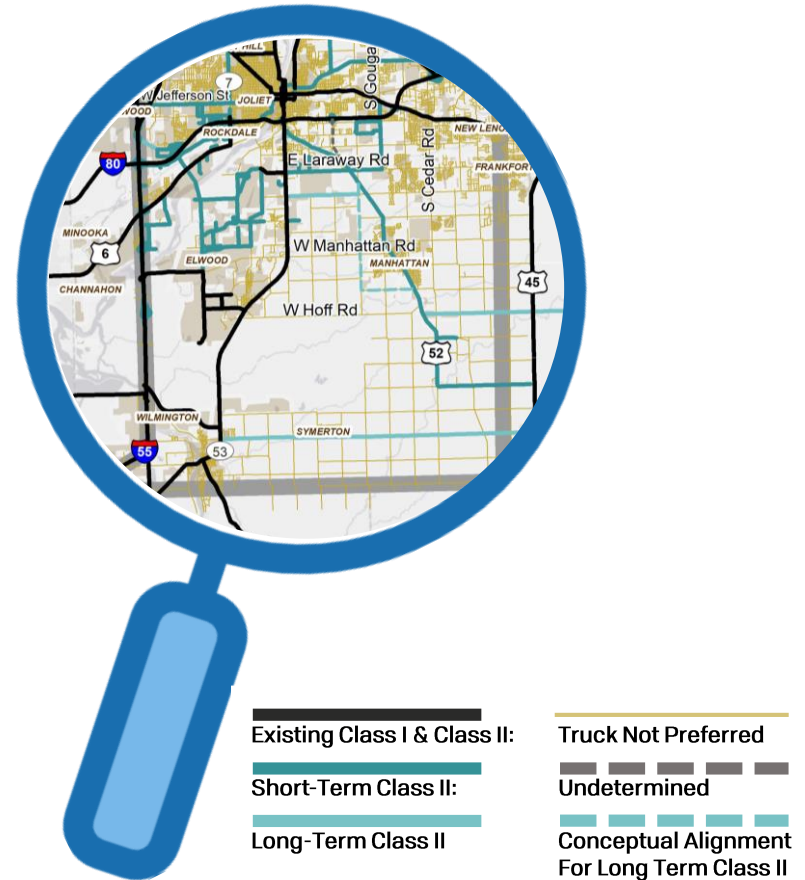 HILL
7
W Jefferson St
JOLIET
S Gouga
WOOD
ROCKDALE
NEW LENO
80
E Laraway Rd
S Cedar Rd
FRANKFORT
MINOOKA
6
W Manhattan Rd
ELWOOD
MANHATTAN
45
CHANNAHON
W Hoff Rd
52
WILMINGTON
SYMERTON
55
53
Existing Class I & Class II:
Short-Term Class II:
Long-Term Class II
Truck Not Preferred
Undetermined
Conceptual Alignment
For Long Term Class II